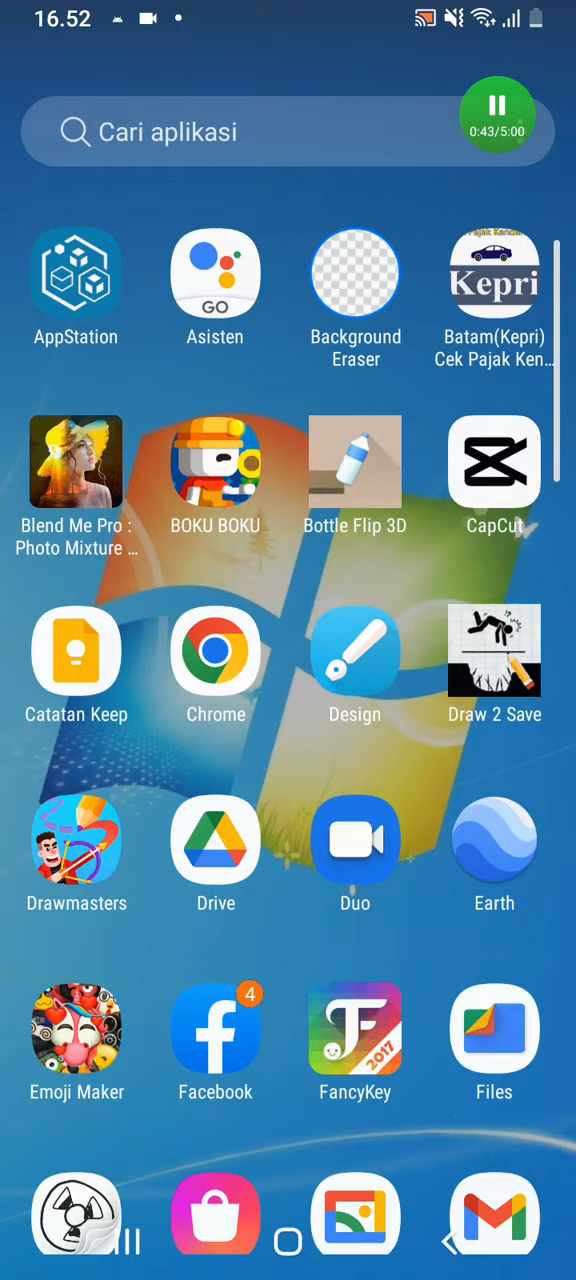 16.52
Cari aplikasi
0:43/5:00
AppStation
GO
Asisten
Background
Eraser
Kepri
Batam(Kepri)
Cek Pajak Ken...
Blend Me Pro :
Photo Mixture ...
BOKU BOKU
Bottle Flip 3D
CapCut
Catatan Keep
Chrome
Design
Draw 2 Save
Drawmasters
Drive
Duo
Earth
4
2017
Emoji Maker
Facebook
FancyKey
Files